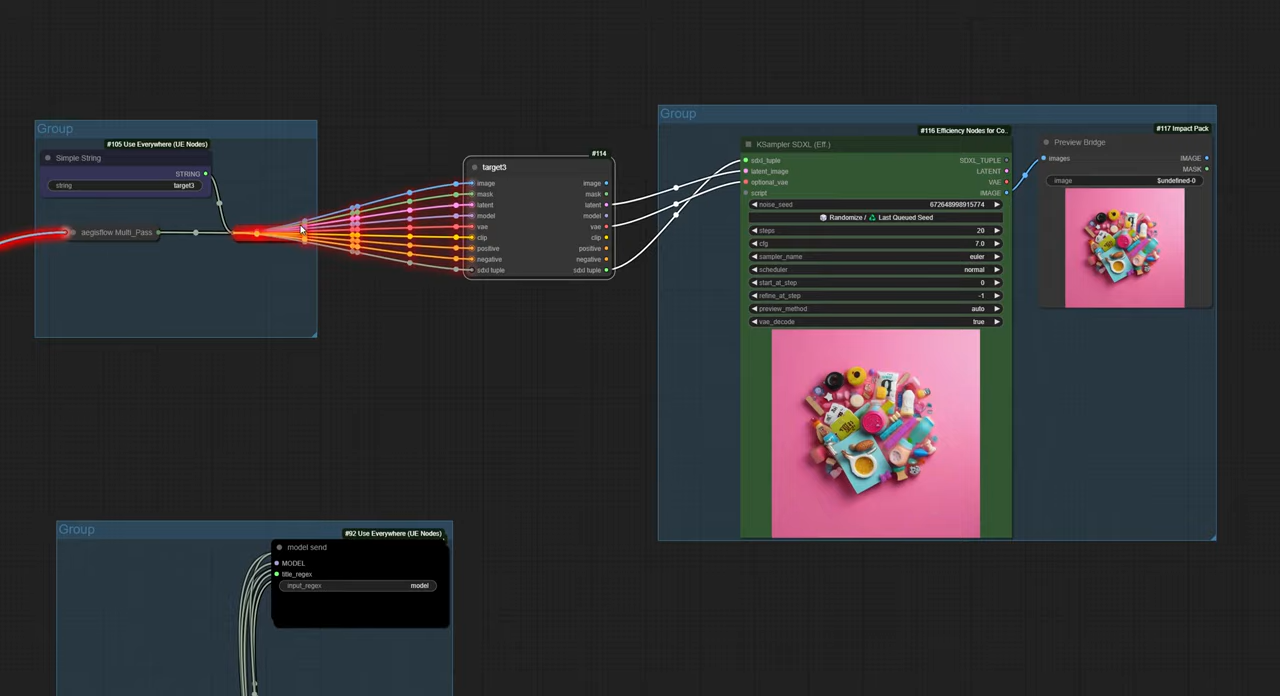 Group
#105 Use Everywhere (UE Nodes)
Simple String
STRING
string target3
aegisflow Multi_Pass
#114
target3
image image
mask mask
latent latent
model model
vae vae
clip clip
positive positive
negative negative
sdxl tuple sdxl tuple
Group
#116 Efficiency Nodes for Co..
KSampler SDXL (Eff.)
sdxl_tuple SDXL_TUPLE
latent_image LATENT
optional_vae VAE
script IMAGE
noise_seed 672648998915774
Randomize / Last Queued Seed
steps 20
cfg 7.0
sampler_name euler
scheduler normal
start_at_step 0
refine_at_step -1
preview_method auto
vae_decode true
#117 Impact Pack
Preview Bridge
images IMAGE
MASK
image $undefined-0
Group
#92 Use Everywhere (UE Nodes)
model send
MODEL
title_regex
input_regex model